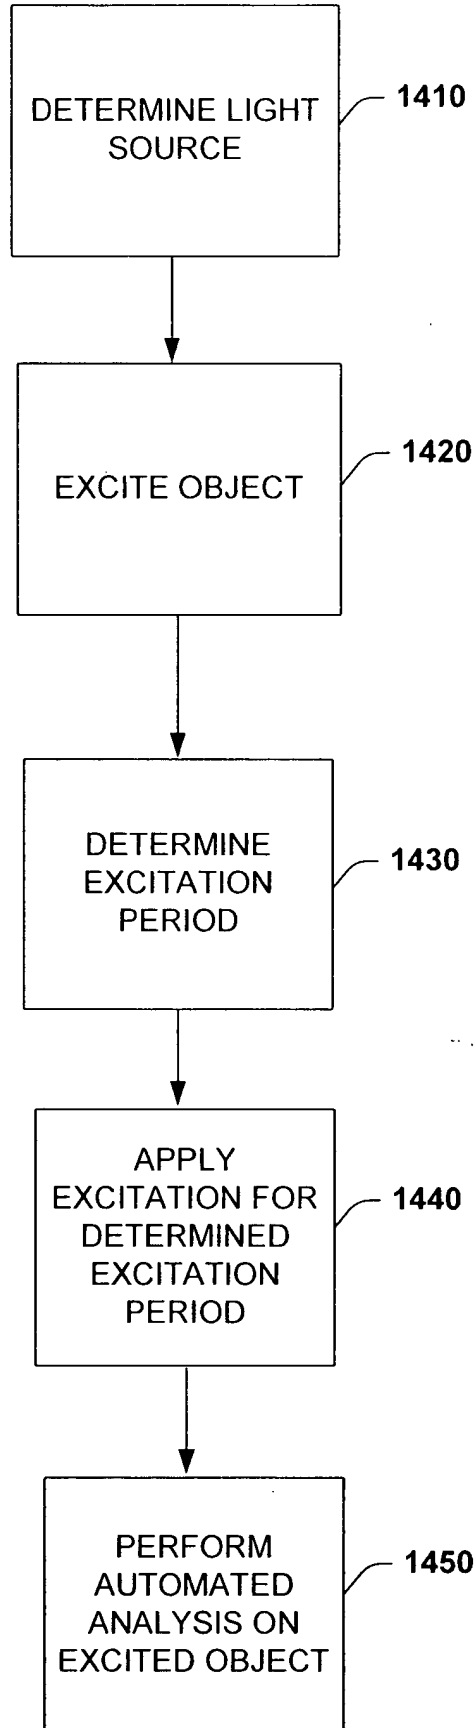 DETERMINE LIGHT
SOURCE
1410
EXCITE OBJECT
1420
DETERMINE
EXCITATION
PERIOD
1430
APPLY
EXCITATION FOR
DETERMINED
EXCITATION
PERIOD
1440
PERFORM
AUTOMATED
ANALYSIS ON
EXCITED OBJECT
1450